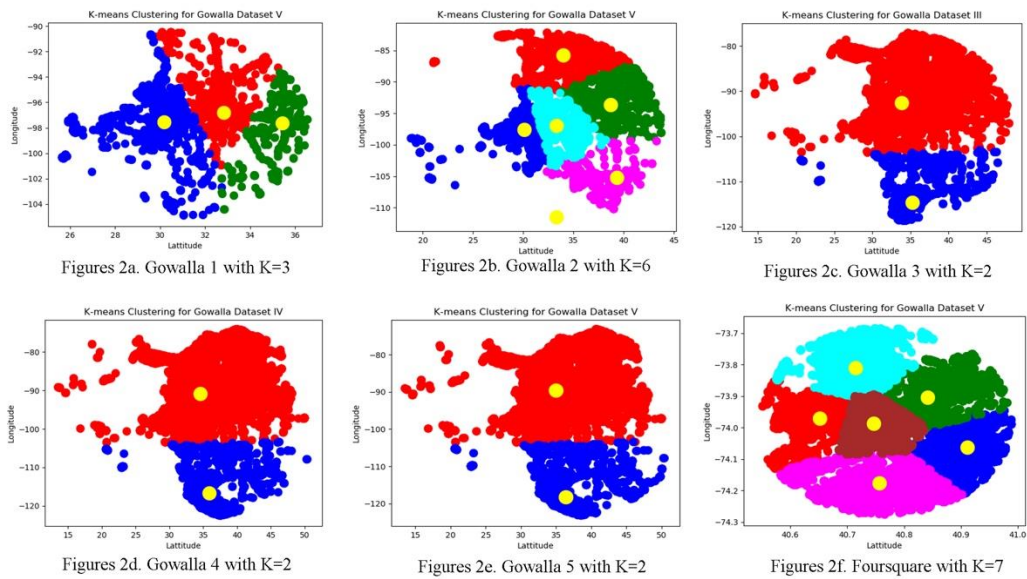 K-means Clustering for Gowalla Dataset V
-90
-92
-94
-96
-98
-100
-102
-104
Longitude
26 28 30 32 34 36
Lattitude
Figures 2a. Gowalla 1 with K=3
K-means Clustering for Gowalla Dataset V
-85
-90
-95
-100
-105
-110
Longitude
20 25 30 35 40 45
Lattitude
Figures 2b. Gowalla 2 with K=6
K-means Clustering for Gowalla Dataset III
-80
-90
-100
-110
-120
Longitude
15 20 25 30 35 40 45
Lattitude
Figures 2c. Gowalla 3 with K=2
K-means Clustering for Gowalla Dataset IV
-80
-90
-100
-110
-120
Longitude
15 20 25 30 35 40 45 50
Lattitude
Figures 2d. Gowalla 4 with K=2
K-means Clustering for Gowalla Dataset V
-80
-90
-100
-110
-120
Longitude
15 20 25 30 35 40 45 50
Lattitude
Figures 2e. Gowalla 5 with K=2
K-means Clustering for Gowalla Dataset V
-73.7
-73.8
-73.9
-74.0
-74.1
-74.2
-74.3
Longitude
40.6 40.7 40.8 40.9 41.0
Lattitude
Figures 2f. Foursquare with K=7